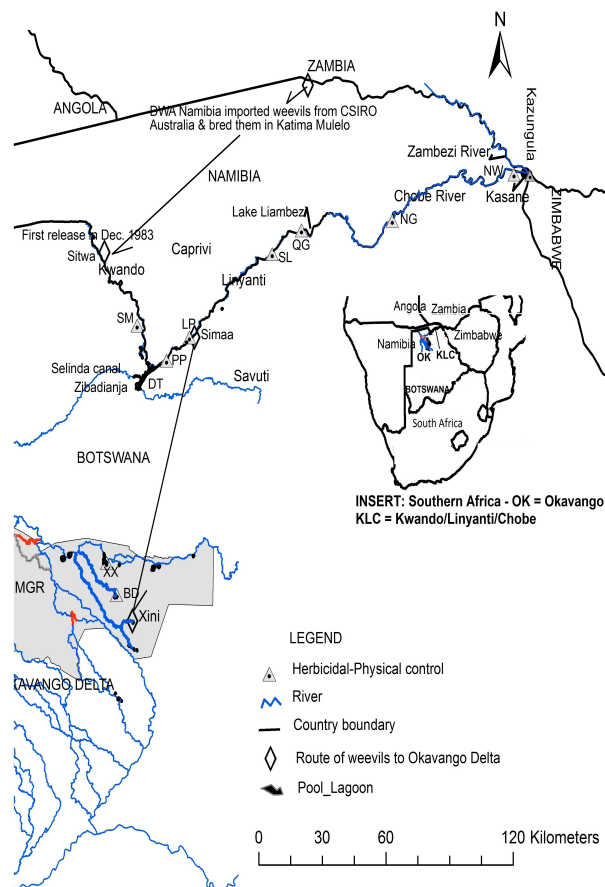 N
ZAMBIA
ANGOLA
DWA Namibia imported weevils from CSIRO
Australia & bred them in Katima Mulelo
Kazungula
Zambezi River
NW
NAMIBIA
Kasane
Chobe River
ZIMBABWE
Lake Liambezi
NG
First release in Dec. 1983
QG
Sitwa
Caprivi
SL
Kwando
Linyanti
SM
LR
Simaa
PP
Selinda canal
DT
Zibadianja
Savuti
Angola
Zambia
Namibia
Zimbabwe
OK
KLC
BOTSWANA
South Africa
BOTSWANA
INSERT: Southern Africa - OK = Okavango
KLC = Kwando/Linyanti/Chobe
XX
MGR
BD
Xini
KAVANGO DELTA
LEGEND
Herbicidal-Physical control
River
Country boundary
Route of weevils to Okavango Delta
Pool_Lagoon
0 30 60 120 Kilometers